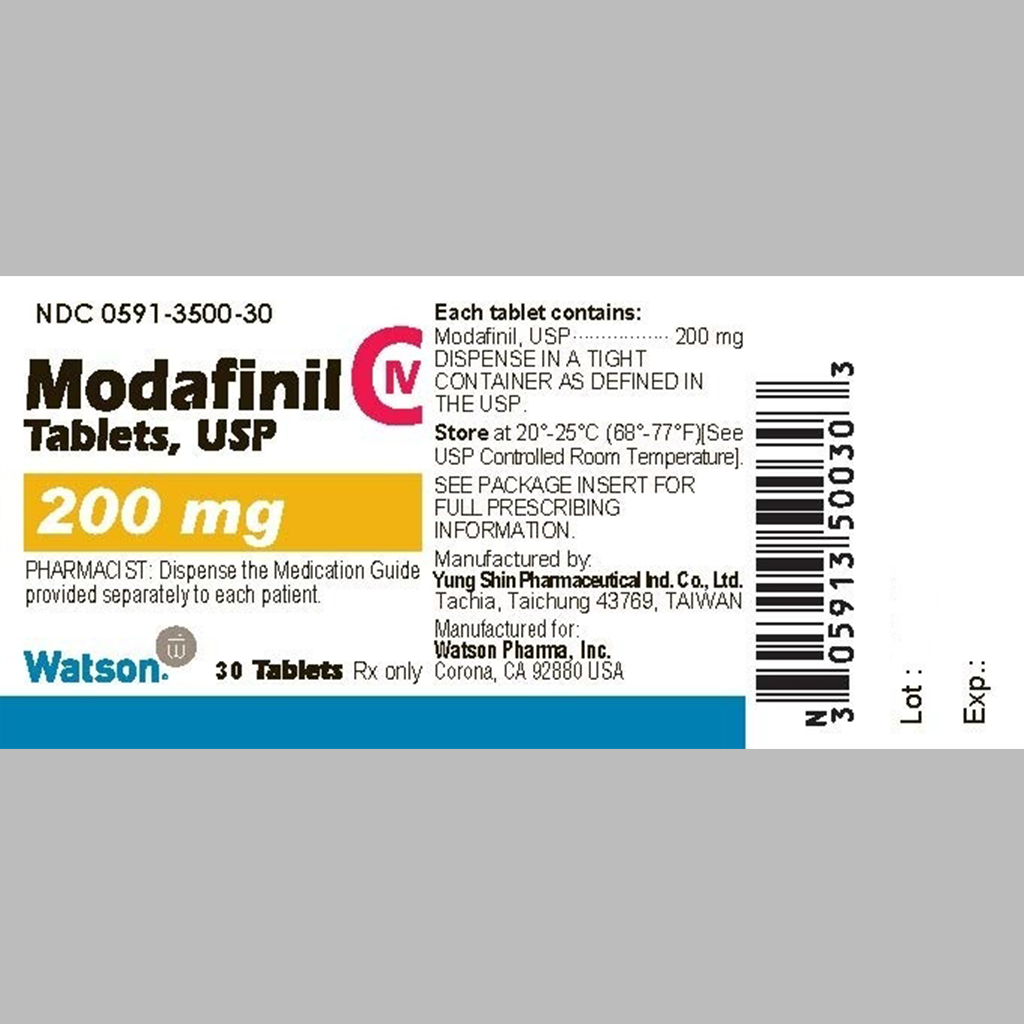 NDC 0591-3500-30
Modafinil CIV
Tablets, USP
200 mg
PHARMACIST: Dispense the Medication Guide
provided separately to each patient.
Watson. w
30 Tablets Rx only
Each tablet contains:
Modafinil, USP................. 200 mg
DISPENSE IN A TIGHT
CONTAINER AS DEFINED IN
THE USP.
Store at 20°-25°C (68°-77°F)[See
USP Controlled Room Temperature].
SEE PACKAGE INSERT FOR
FULL PRESCRIBING
INFORMATION.
Manufactured by:
Yung Shin Pharmaceutical Ind. Co., Ltd.
Tachia, Taichung 43769, TAIWAN
Manufactured for:
Watson Pharma, Inc.
Corona, CA 92880 USA
N
3 05913 50030 3
Lot :
Exp.: